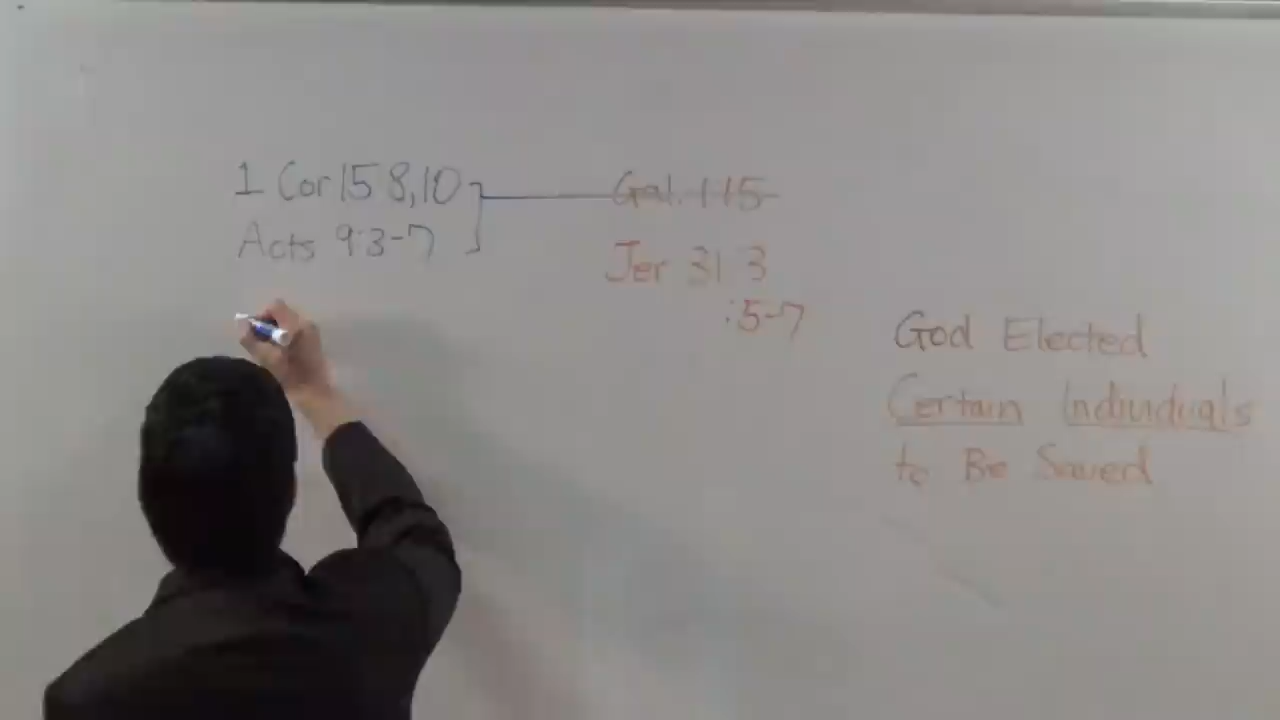 1 Cor 15 8,10
Acts 9:3-7
Gal. 1 15
Jer 31 3
:5-7
God Elected
Certain Individuals
to Be Saved